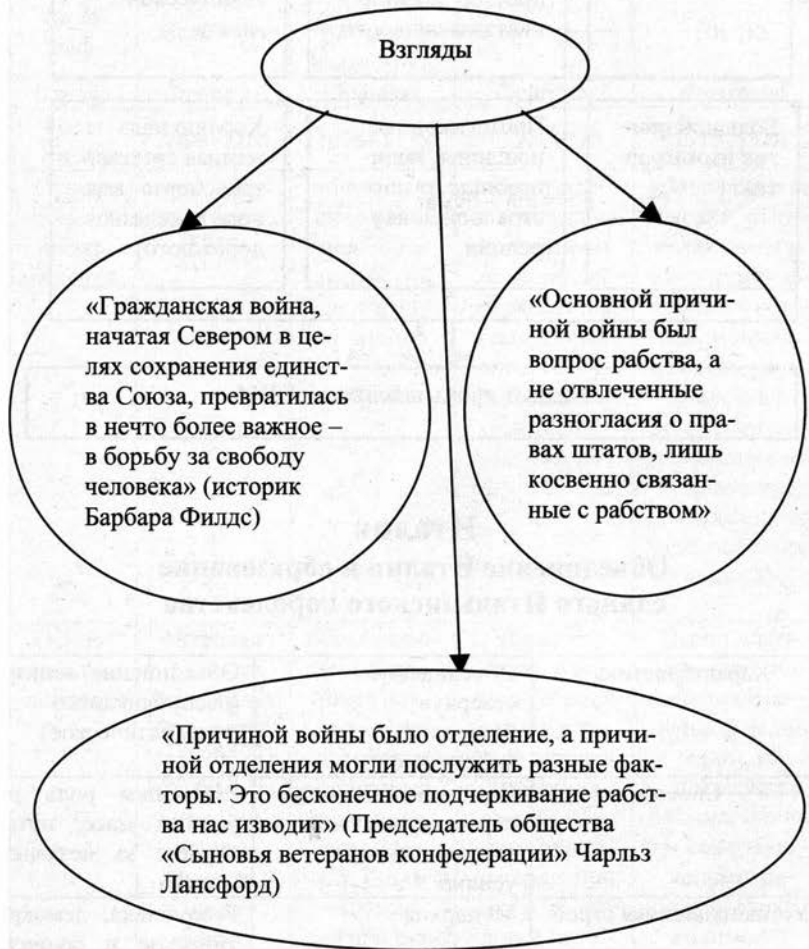 Взгляды
«Гражданская война,
начатая Севером в це-
лях сохранения единст-
ва Союза, превратилась
в нечто более важное –
в борьбу за свободу
человека» (историк
Барбара Филдс)
«Основной причи-
ной войны был
вопрос рабства, а
не отвлеченные
разногласия о пра-
вах штатов, лишь
косвенно связан-
ные с рабством»
«Причиной войны было отделение, а причи-
ной отделения могли послужить разные фак-
торы. Это бесконечное подчеркивание рабст-
ва нас изводит» (Председатель общества
«Сыновья ветеранов конфедерации» Чарльз
Лансфорд)